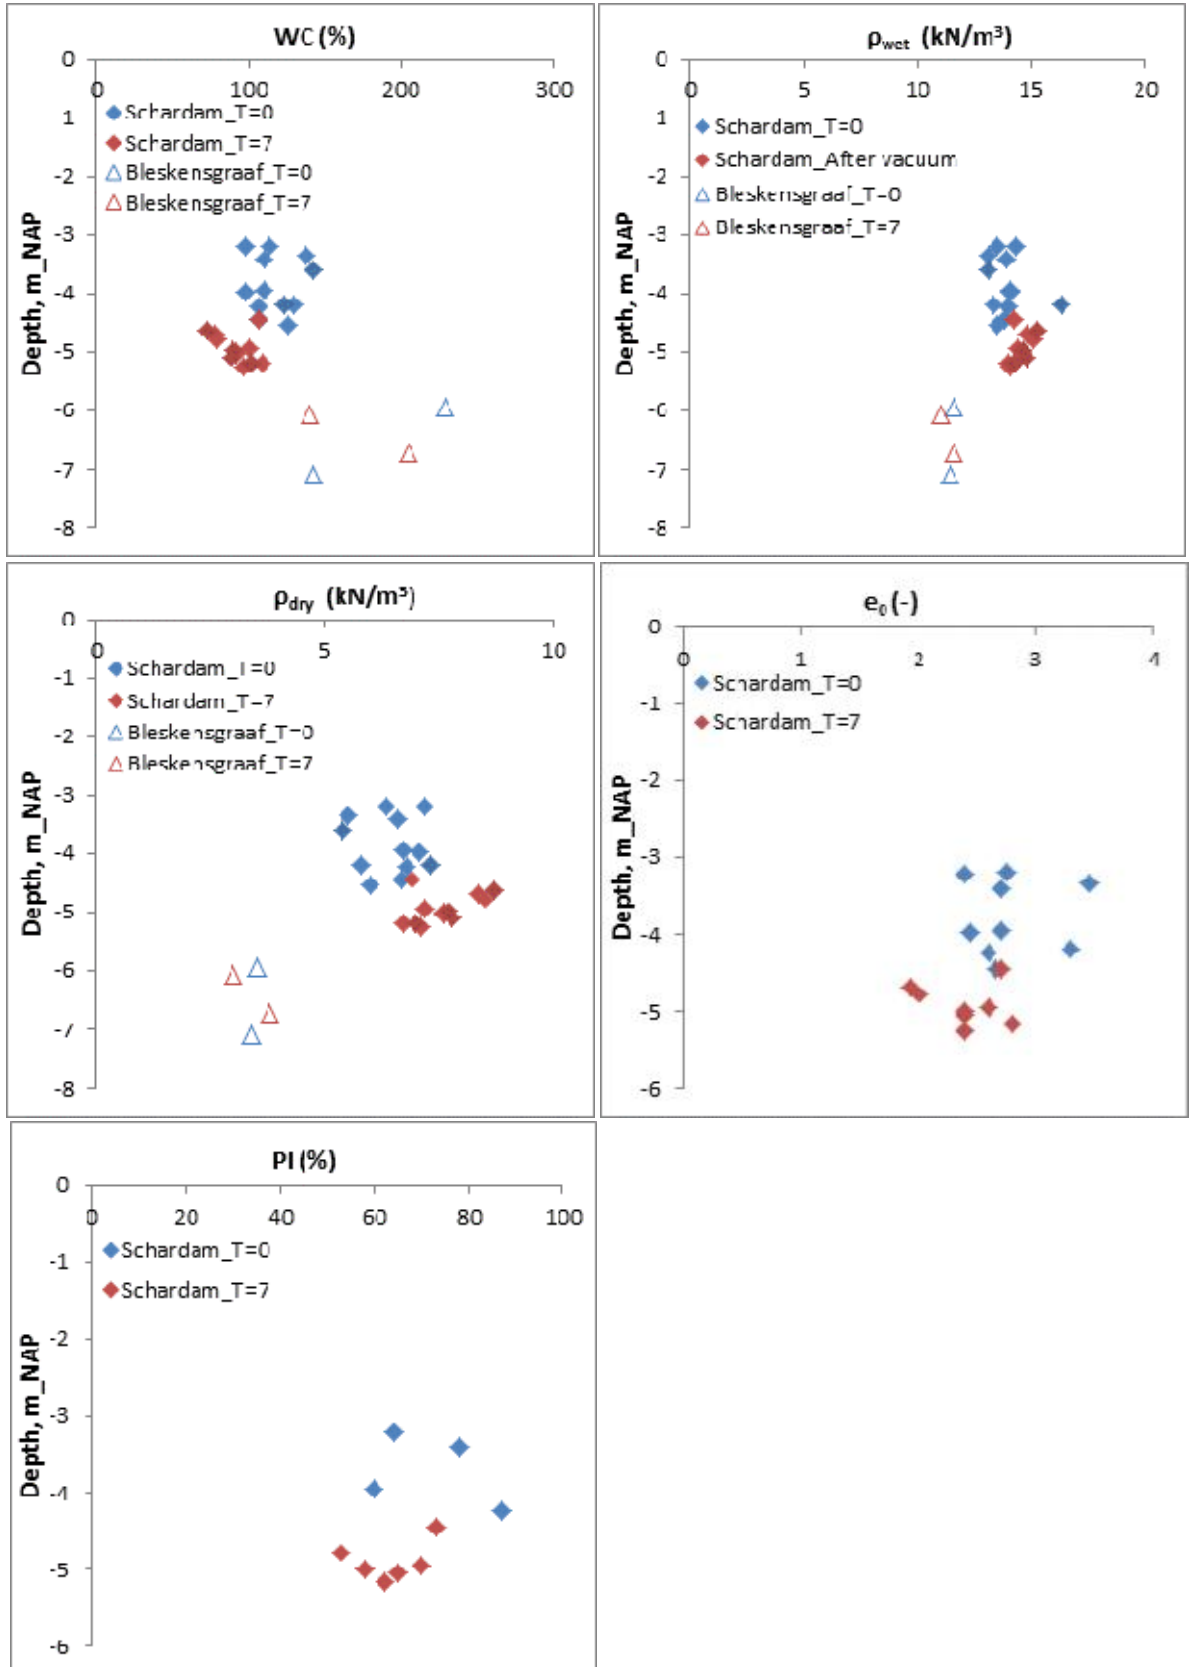 WC (%)
0
0 100 200 300
Schardam_T=0
1
Schardam_T=7
-2
Bleskensgraaf_T=0
Bleskensgraaf_T=7
-3
-4
-5
-6
-7
-8
Depth, m_NAP
ρwet (kN/m³)
0
0 5 10 15 20
1
Schardam_T=0
Schardam_After vacuum
-2
Bleskensgraaf_T=0
Bleskensgraaf_T=7
-3
-4
-5
-6
-7
-8
Depth, m_NAP
ρdry (kN/m³)
0
0 5 10
Schardam_T=0
-1
Schardam_T=7
Bleskensgraaf_T=0
-2
Bleskensgraaf_T=7
-3
-4
-5
-6
-7
-8
Depth, m_NAP
e0 (-)
0
0 1 2 3 4
Schardam_T=0
-1
Schardam_T=7
-2
-3
-4
-5
-6
Depth, m_NAP
PI (%)
0
0 20 40 60 80 100
Schardam_T=0
-1
Schardam_T=7
-2
-3
-4
-5
-6
Depth, m_NAP